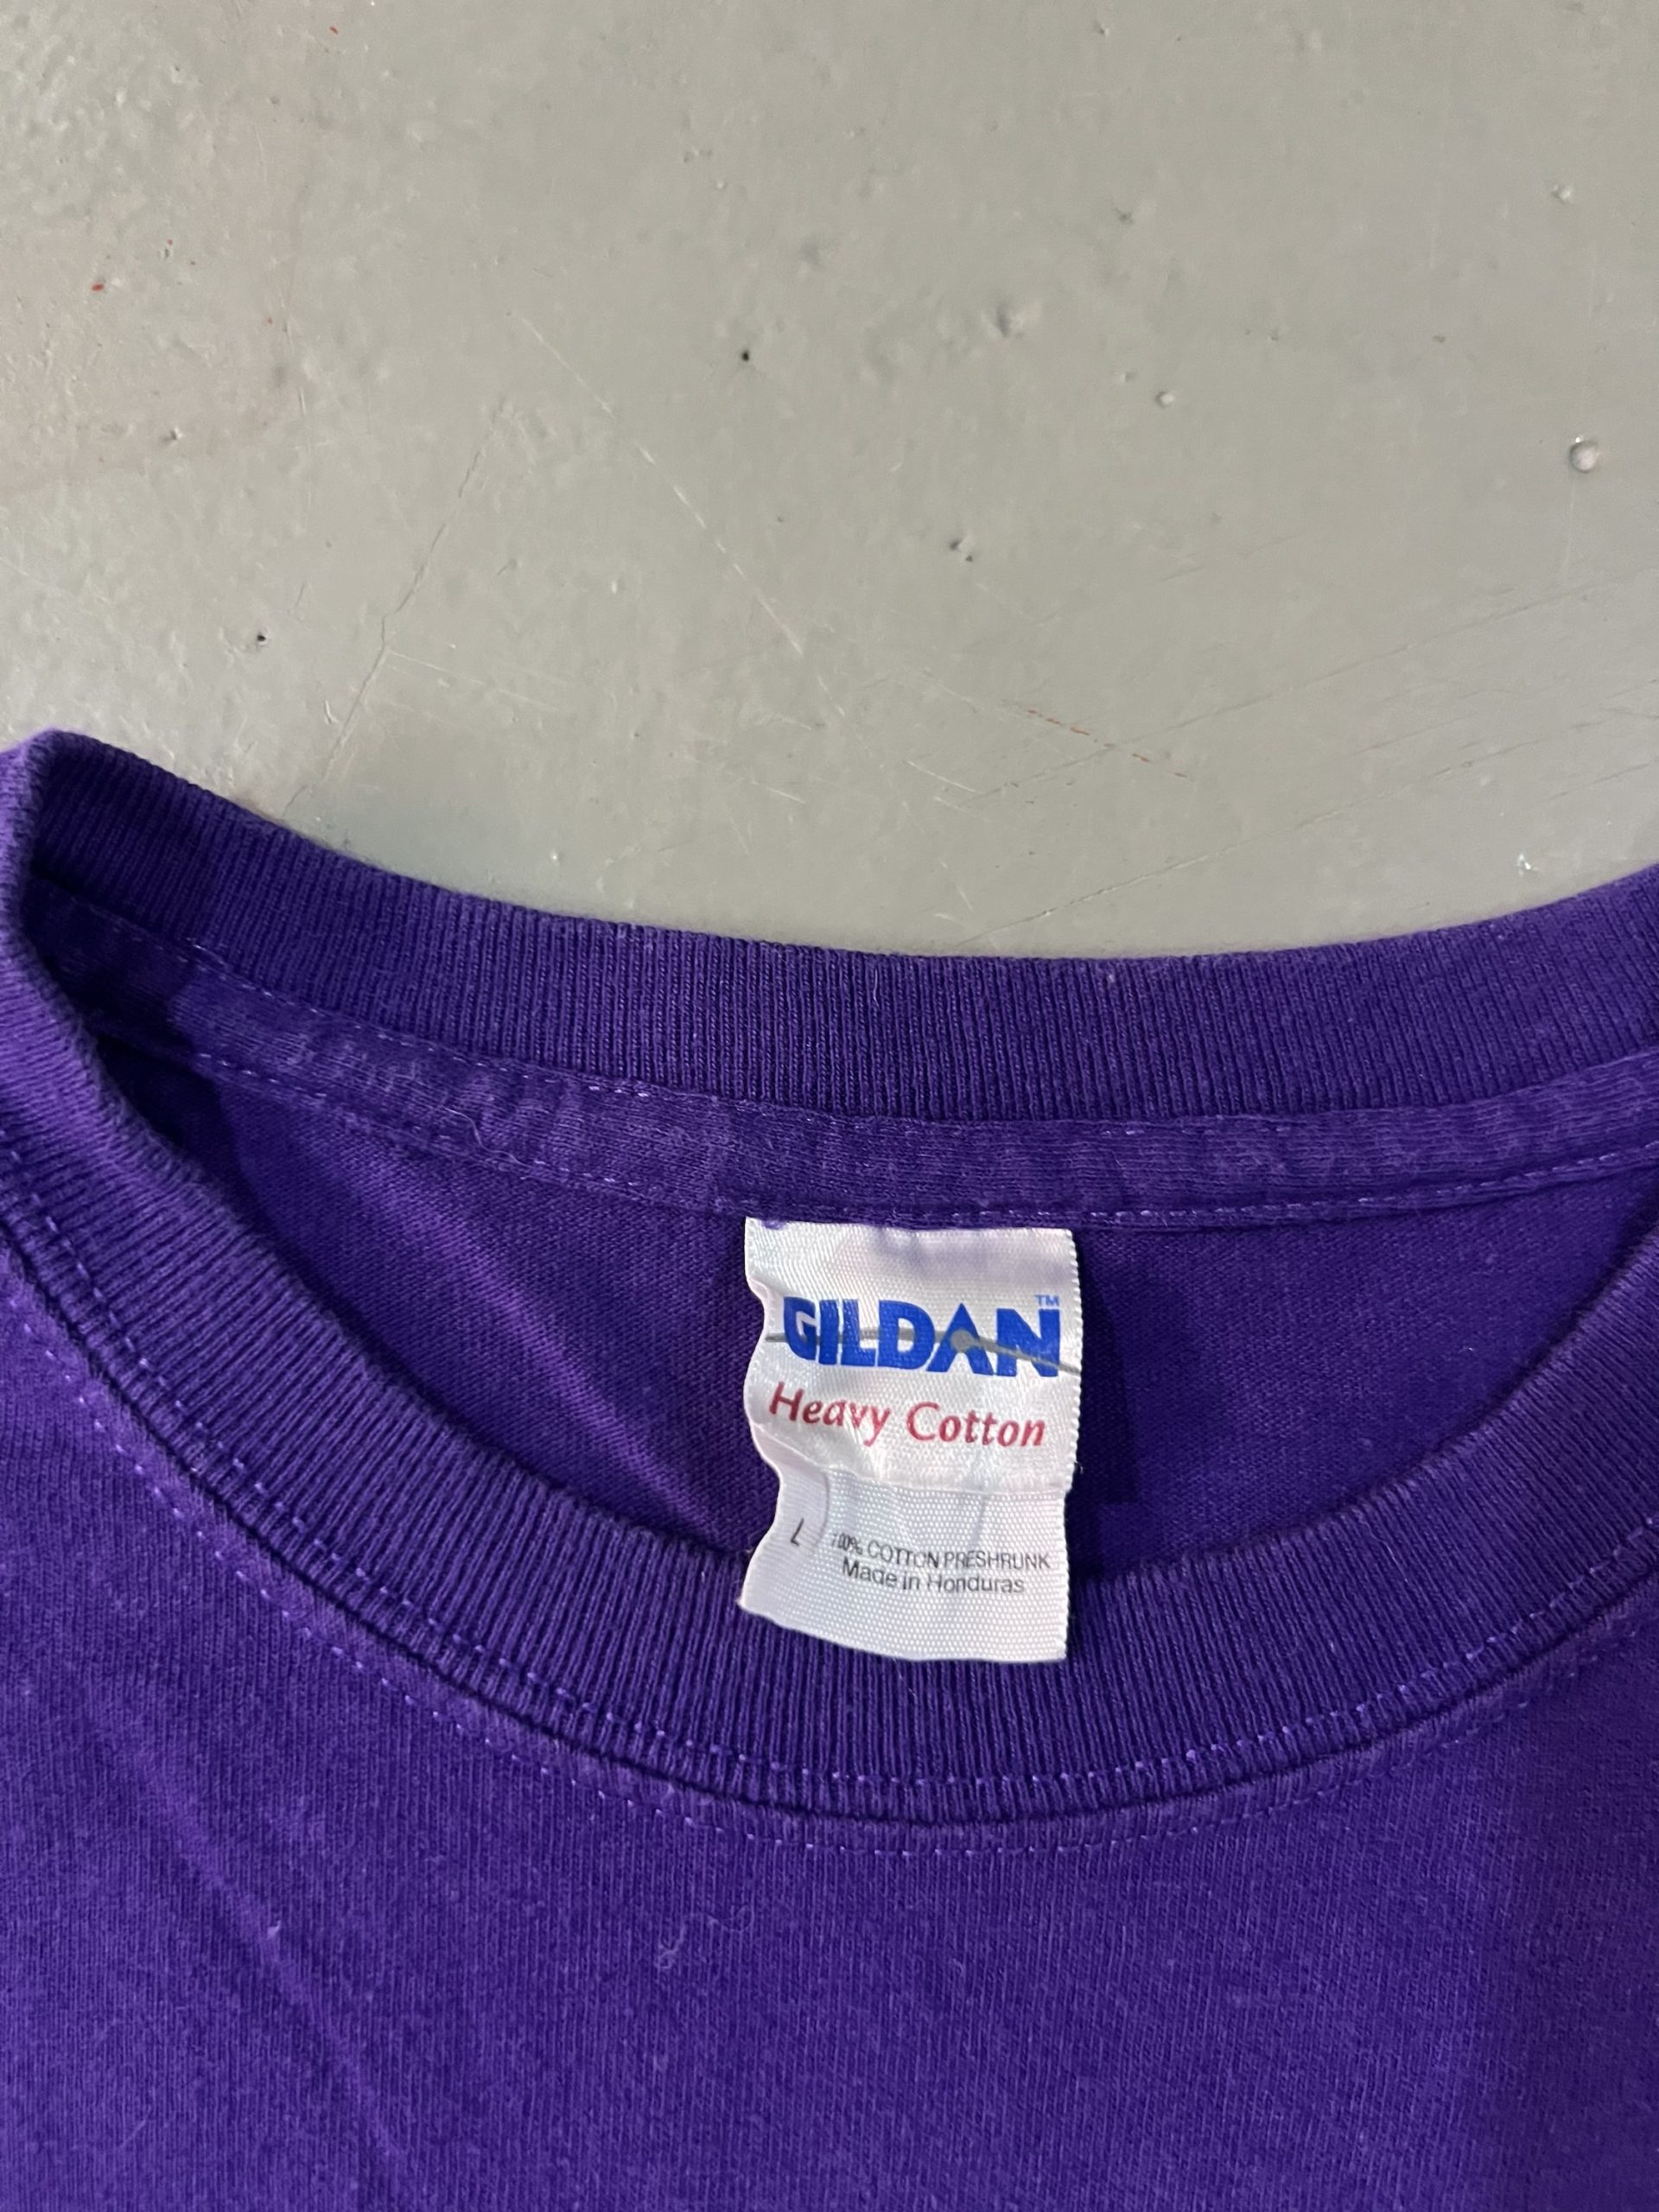 GILDAN™
Heavy Cotton
L
100% COTTON PRESHRUNK
Made in Honduras